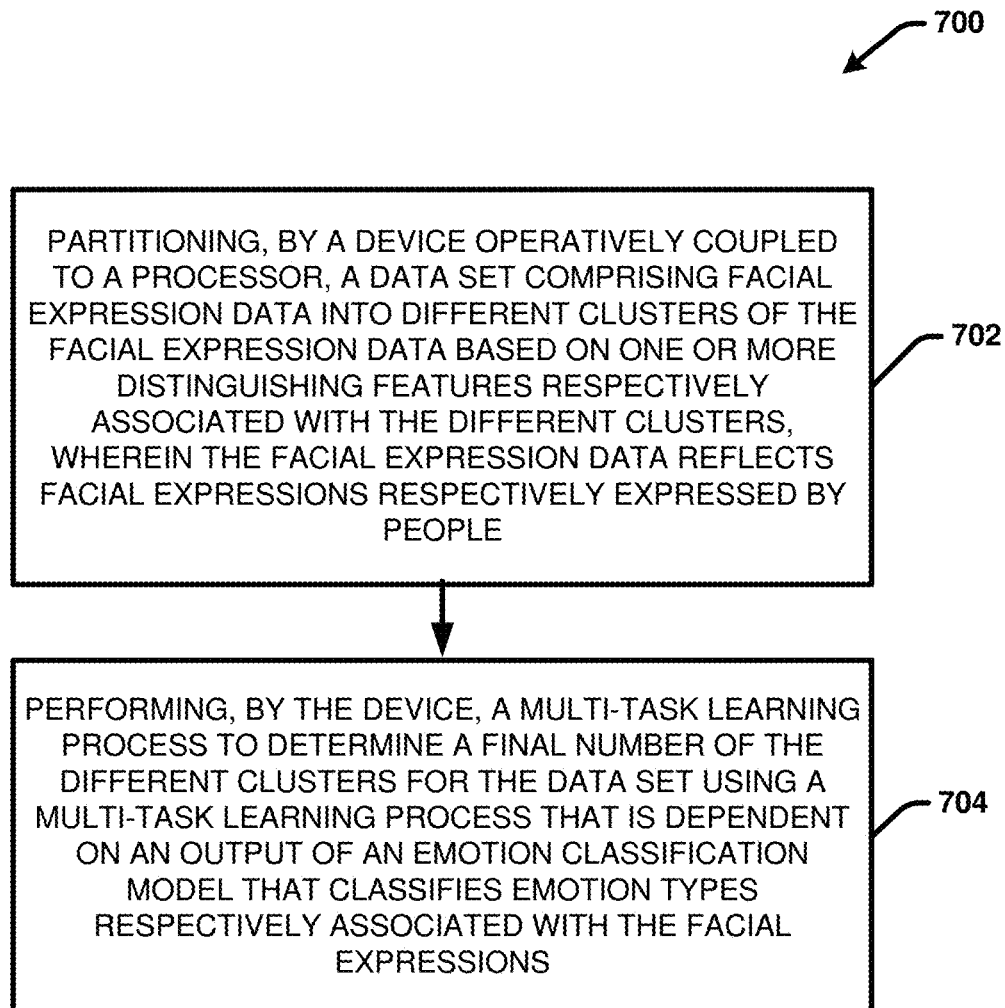 700
PARTITIONING, BY A DEVICE OPERATIVELY COUPLED
TO A PROCESSOR, A DATA SET COMPRISING FACIAL
EXPRESSION DATA INTO DIFFERENT CLUSTERS OF THE
FACIAL EXPRESSION DATA BASED ON ONE OR MORE
DISTINGUISHING FEATURES RESPECTIVELY
ASSOCIATED WITH THE DIFFERENT CLUSTERS,
WHEREIN THE FACIAL EXPRESSION DATA REFLECTS
FACIAL EXPRESSIONS RESPECTIVELY EXPRESSED BY
PEOPLE
702
PERFORMING, BY THE DEVICE, A MULTI-TASK LEARNING
PROCESS TO DETERMINE A FINAL NUMBER OF THE
DIFFERENT CLUSTERS FOR THE DATA SET USING A
MULTI-TASK LEARNING PROCESS THAT IS DEPENDENT
ON AN OUTPUT OF AN EMOTION CLASSIFICATION
MODEL THAT CLASSIFIES EMOTION TYPES
RESPECTIVELY ASSOCIATED WITH THE FACIAL
EXPRESSIONS
704